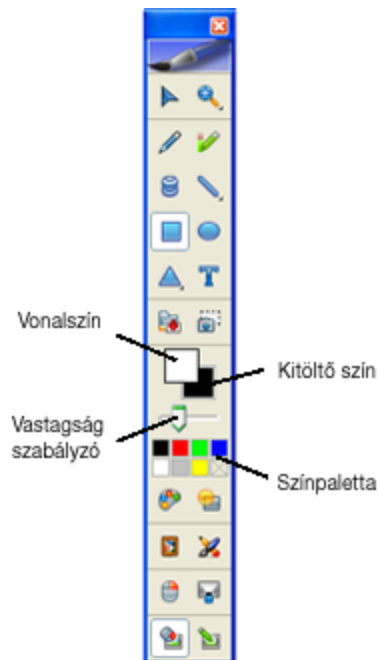 Vonalszín
Kitöltő szín
Vastagság
szabályzó
Színpaletta